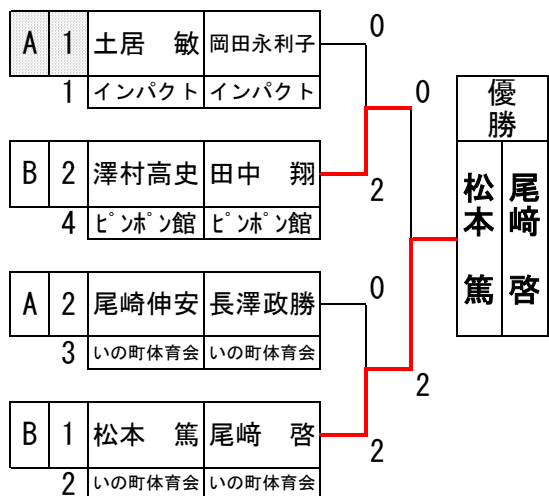 A 1 土居 敏 岡田永利子 0
1 インパクト インパクト
0
優勝
B 2 澤村高史 田中 翔 2
4 ピンポン館 ピンポン館
松本 篤 尾﨑 啓
A 2 尾崎伸安 長澤政勝 0
3 いの町体育会 いの町体育会
2
B 1 松本 篤 尾﨑 啓 2
2 いの町体育会 いの町体育会